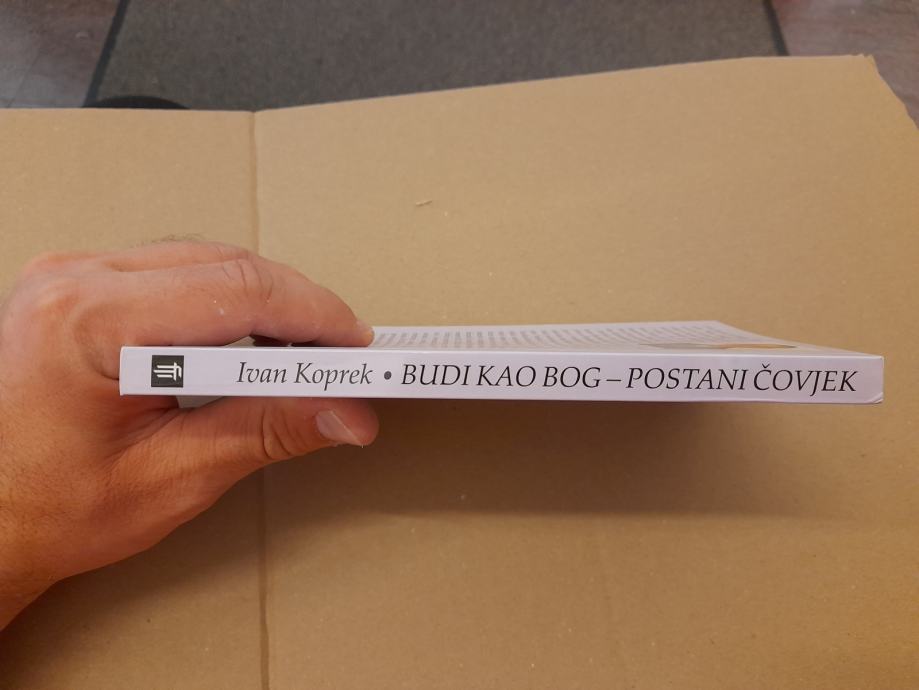 Ivan Koprek • BUDI KAO BOG – POSTANI ČOVJEK